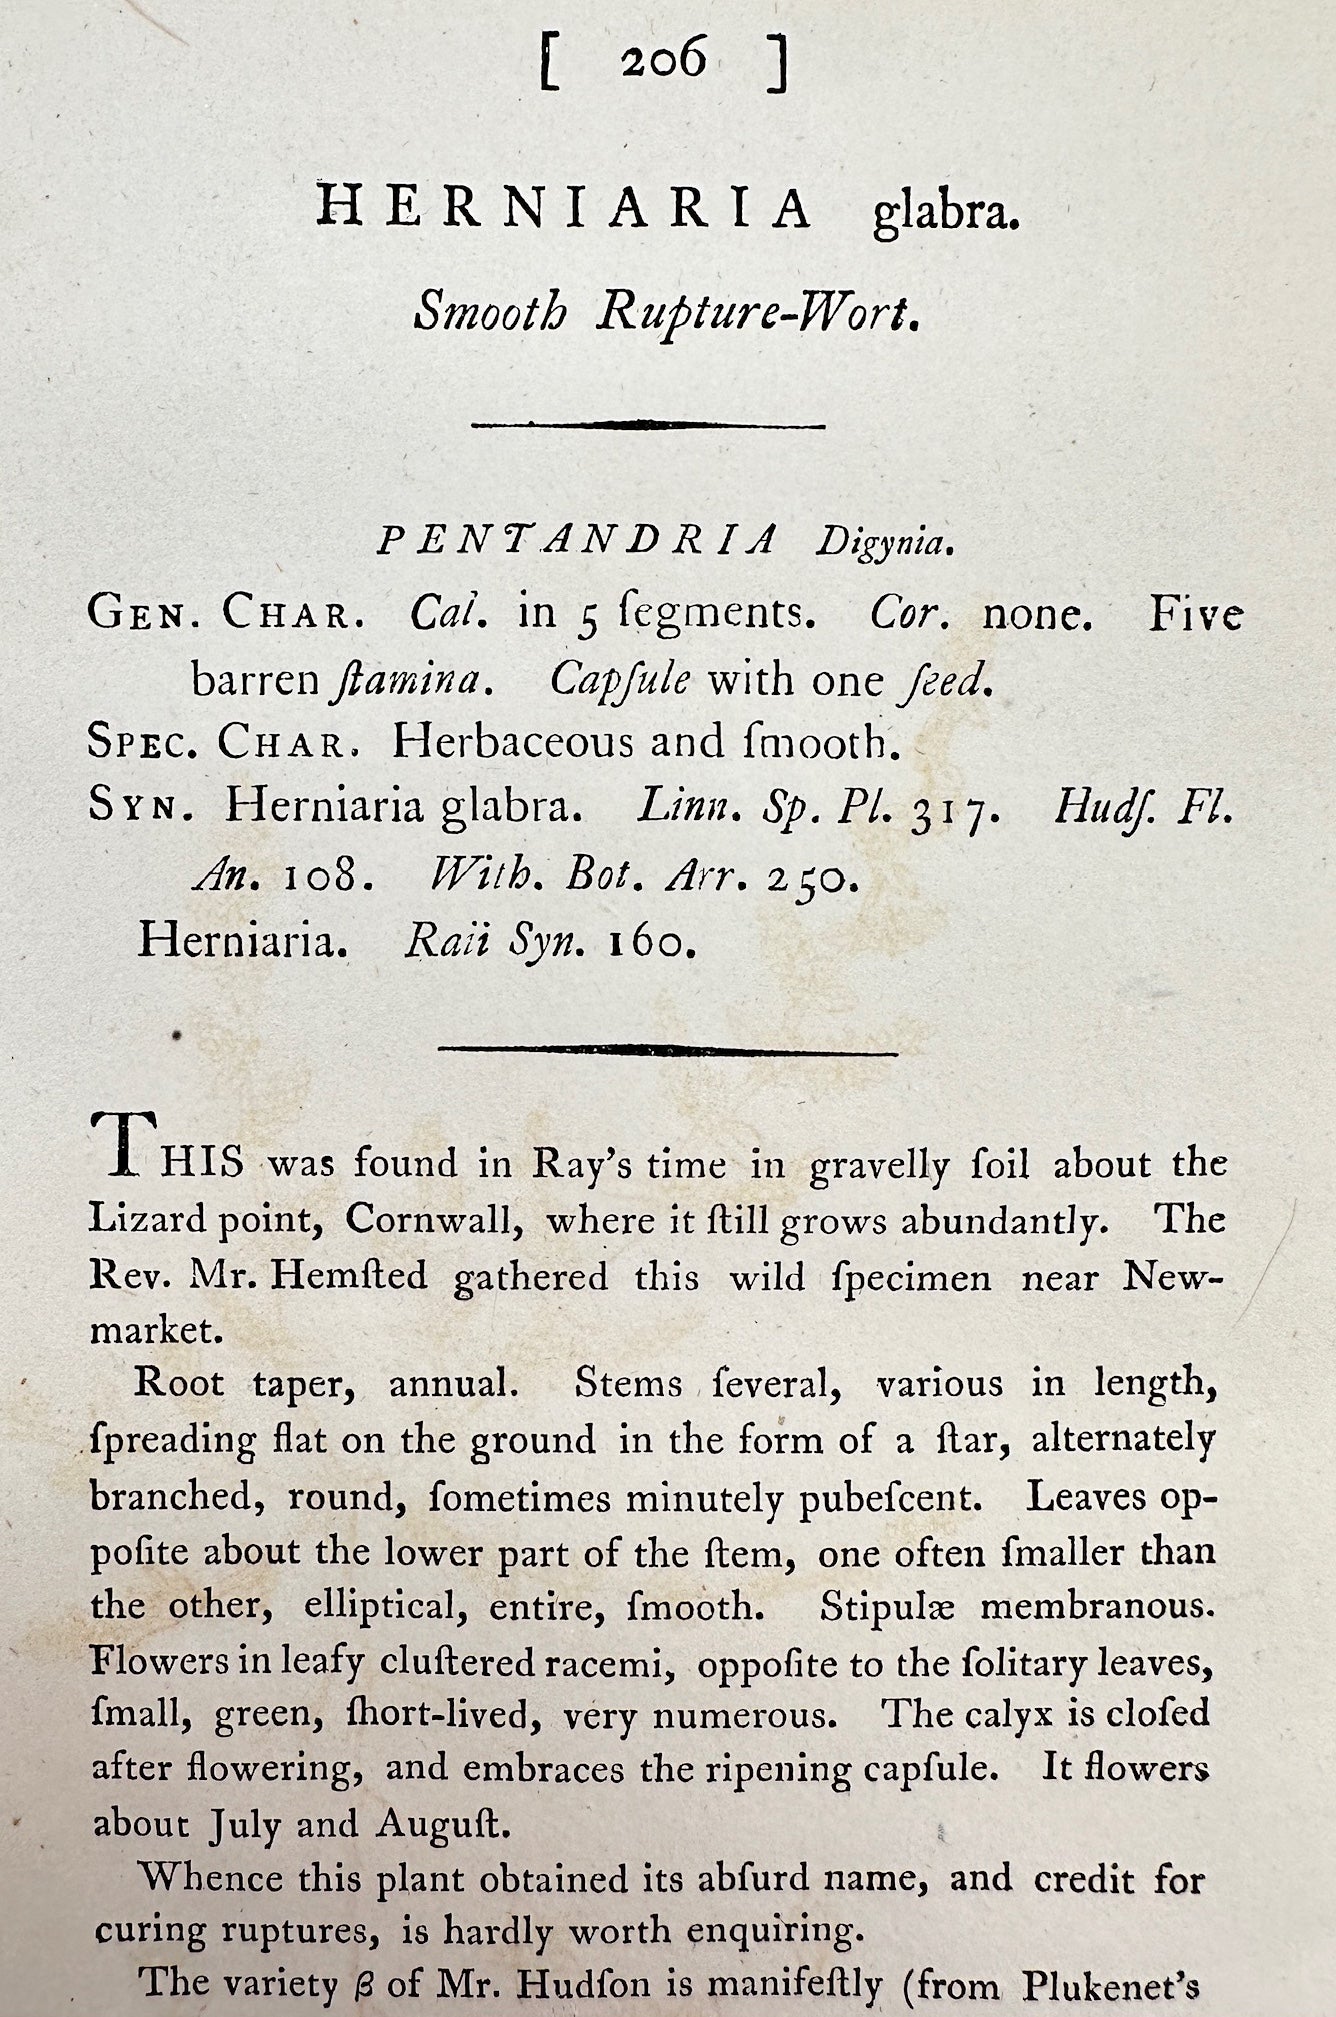 [ 206 ]
HERNIARIA glabra.
Smooth Rupture-Wort.
PENTANDRIA Digynia.
GEN. CHAR. Cal. in 5 ſegments. Cor. none. Five
barren ſtamina. Capſule with one ſeed.
SPEC. CHAR. Herbaceous and ſmooth.
SYN. Herniaria glabra. Linn. Sp. Pl. 317. Hudſ. Fl.
An. 108. With. Bot. Arr. 250.
Herniaria. Raii Syn. 160.
THIS was found in Ray's time in gravelly ſoil about the
Lizard point, Cornwall, where it ſtill grows abundantly. The
Rev. Mr. Hemſted gathered this wild ſpecimen near New-
market.
Root taper, annual. Stems ſeveral, various in length,
ſpreading flat on the ground in the form of a ſtar, alternately
branched, round, ſometimes minutely pubeſcent. Leaves op-
poſite about the lower part of the ſtem, one often ſmaller than
the other, elliptical, entire, ſmooth. Stipulæ membranous.
Flowers in leafy cluſtered racemi, oppoſite to the ſolitary leaves,
ſmall, green, ſhort-lived, very numerous. The calyx is cloſed
after flowering, and embraces the ripening capſule. It flowers
about July and Auguſt.
Whence this plant obtained its abſurd name, and credit for
curing ruptures, is hardly worth enquiring.
The variety β of Mr. Hudſon is manifeſtly (from Plukenet's